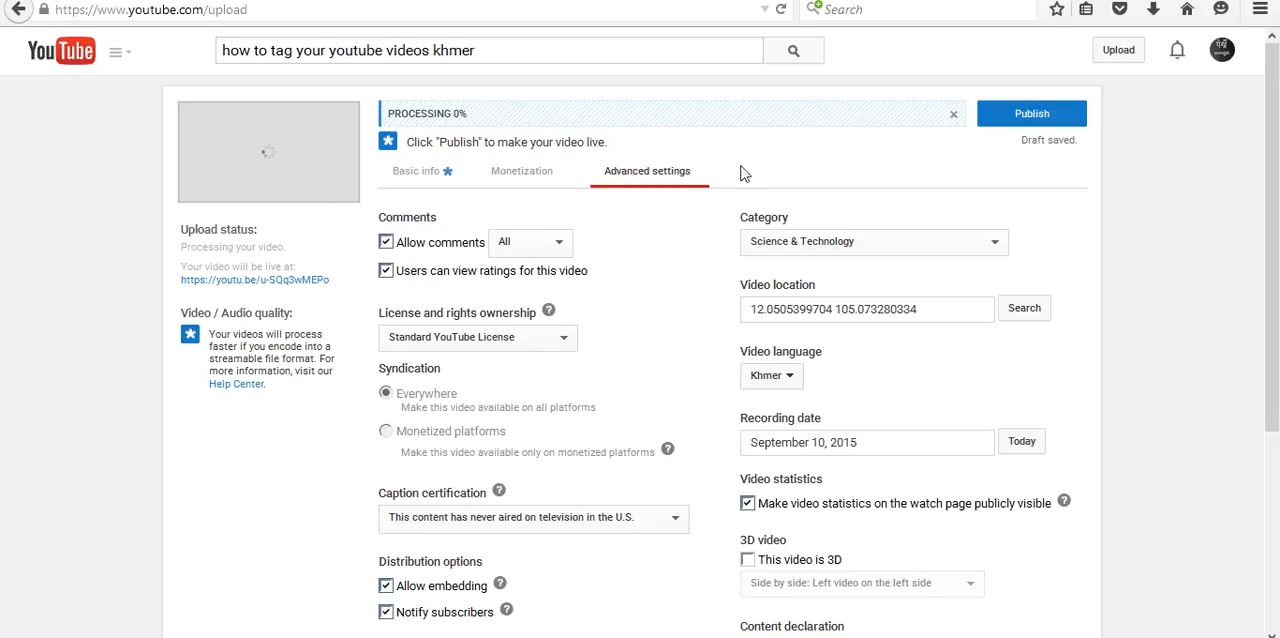 https://www.youtube.com/upload
Search
YouTube
how to tag your youtube videos khmer
Upload
PROCESSING 0%
Publish
Click "Publish" to make your video live.
Draft saved.
Basic info
Monetization
Advanced settings
Upload status:
Processing your video.
Your video will be live at:
https://youtu.be/u-SQq3wMEPo
Video / Audio quality:
Your videos will process
faster if you encode into a
streamable file format. For
more information, visit our
Help Center.
Comments
Allow comments
All
Users can view ratings for this video
License and rights ownership
Standard YouTube License
Syndication
Everywhere
Make this video available on all platforms
Monetized platforms
Make this video available only on monetized platforms
Caption certification
This content has never aired on television in the U.S.
Distribution options
Allow embedding
Notify subscribers
Category
Science & Technology
Video location
12.0505399704 105.073280334
Search
Video language
Khmer
Recording date
September 10, 2015
Today
Video statistics
Make video statistics on the watch page publicly visible
3D video
This video is 3D
Side by side: Left video on the left side
Content declaration